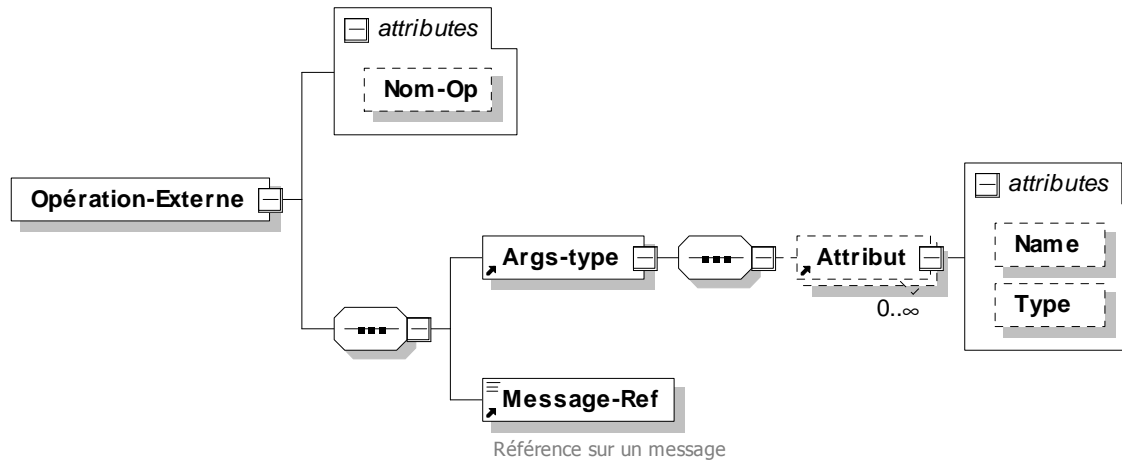 attributes
Nom-Op
Opération-Externe
attributes
Name
Args-type
Attribut
Type
0..∞
Message-Ref
Référence sur un message